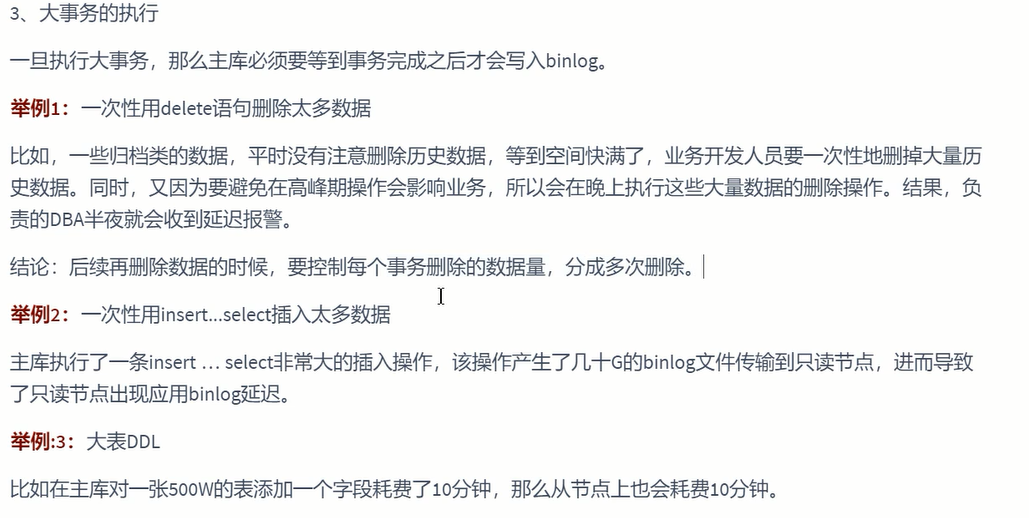 3、大事务的执行
一旦执行大事务，那么主库必须要等到事务完成之后才会写入binlog。
举例1：一次性用delete语句删除太多数据
比如，一些归档类的数据，平时没有注意删除历史数据，等到空间快满了，业务开发人员要一次性地删掉大量历
史数据。同时，又因为要避免在高峰期操作会影响业务，所以会在晚上执行这些大量数据的删除操作。结果，负
责的DBA半夜就会收到延迟报警。
结论：后续再删除数据的时候，要控制每个事务删除的数据量，分成多次删除。
举例2：一次性用insert...select插入太多数据
主库执行了一条insert … select非常大的插入操作，该操作产生了几十G的binlog文件传输到只读节点，进而导致
了只读节点出现应用binlog延迟。
举例:3：大表DDL
比如在主库对一张500W的表添加一个字段耗费了10分钟，那么从节点上也会耗费10分钟。